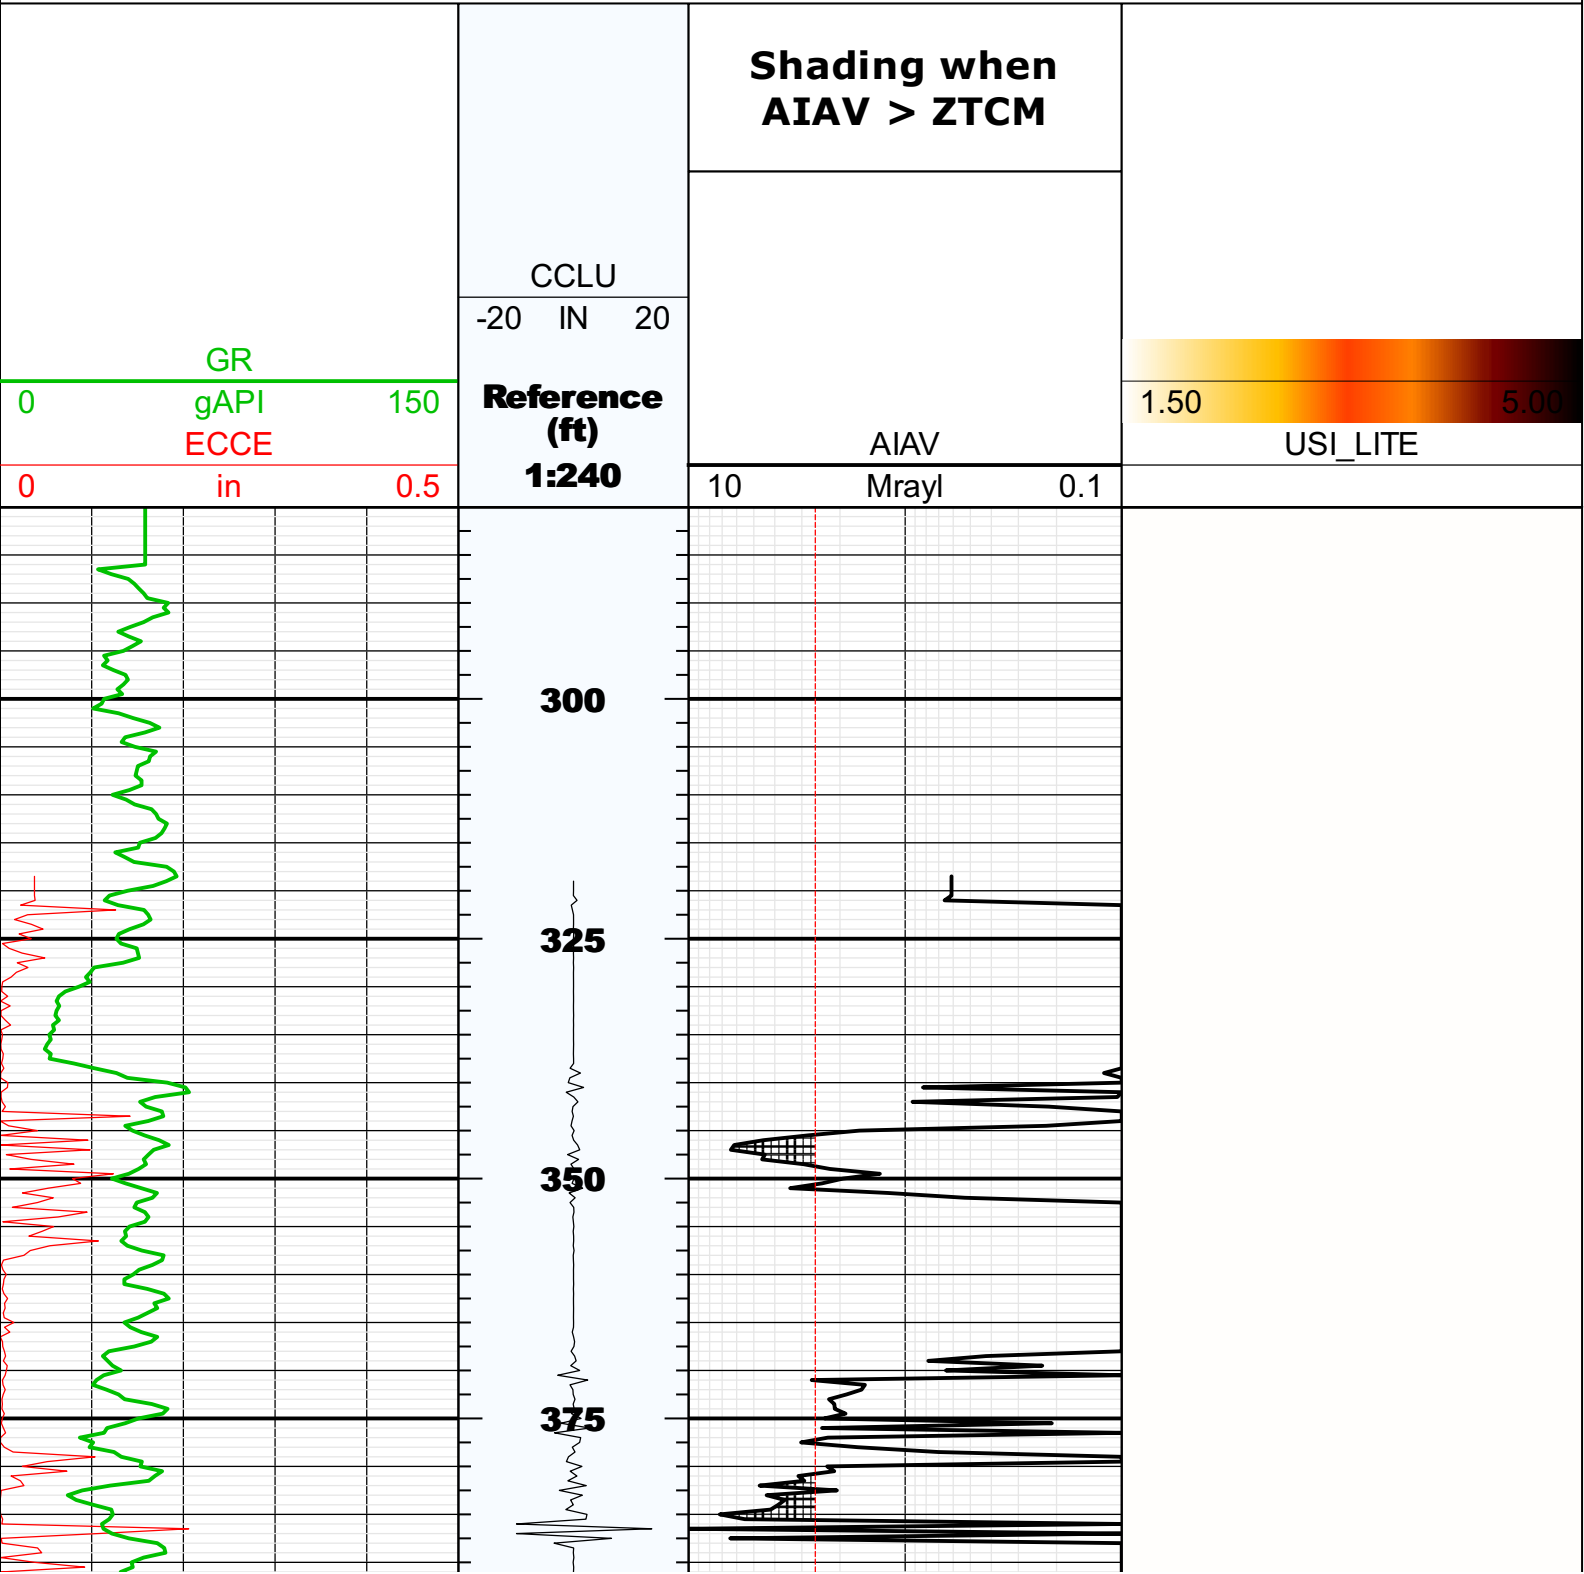 Shading when
AIAV > ZTCM
CCLU
-20 IN 20
GR
0 gAPI 150
ECCE
0 in 0.5
Reference
(ft)
1:240
AIAV
10 Mrayl 0.1
1.50 5.00
USI_LITE
300
325
350
375